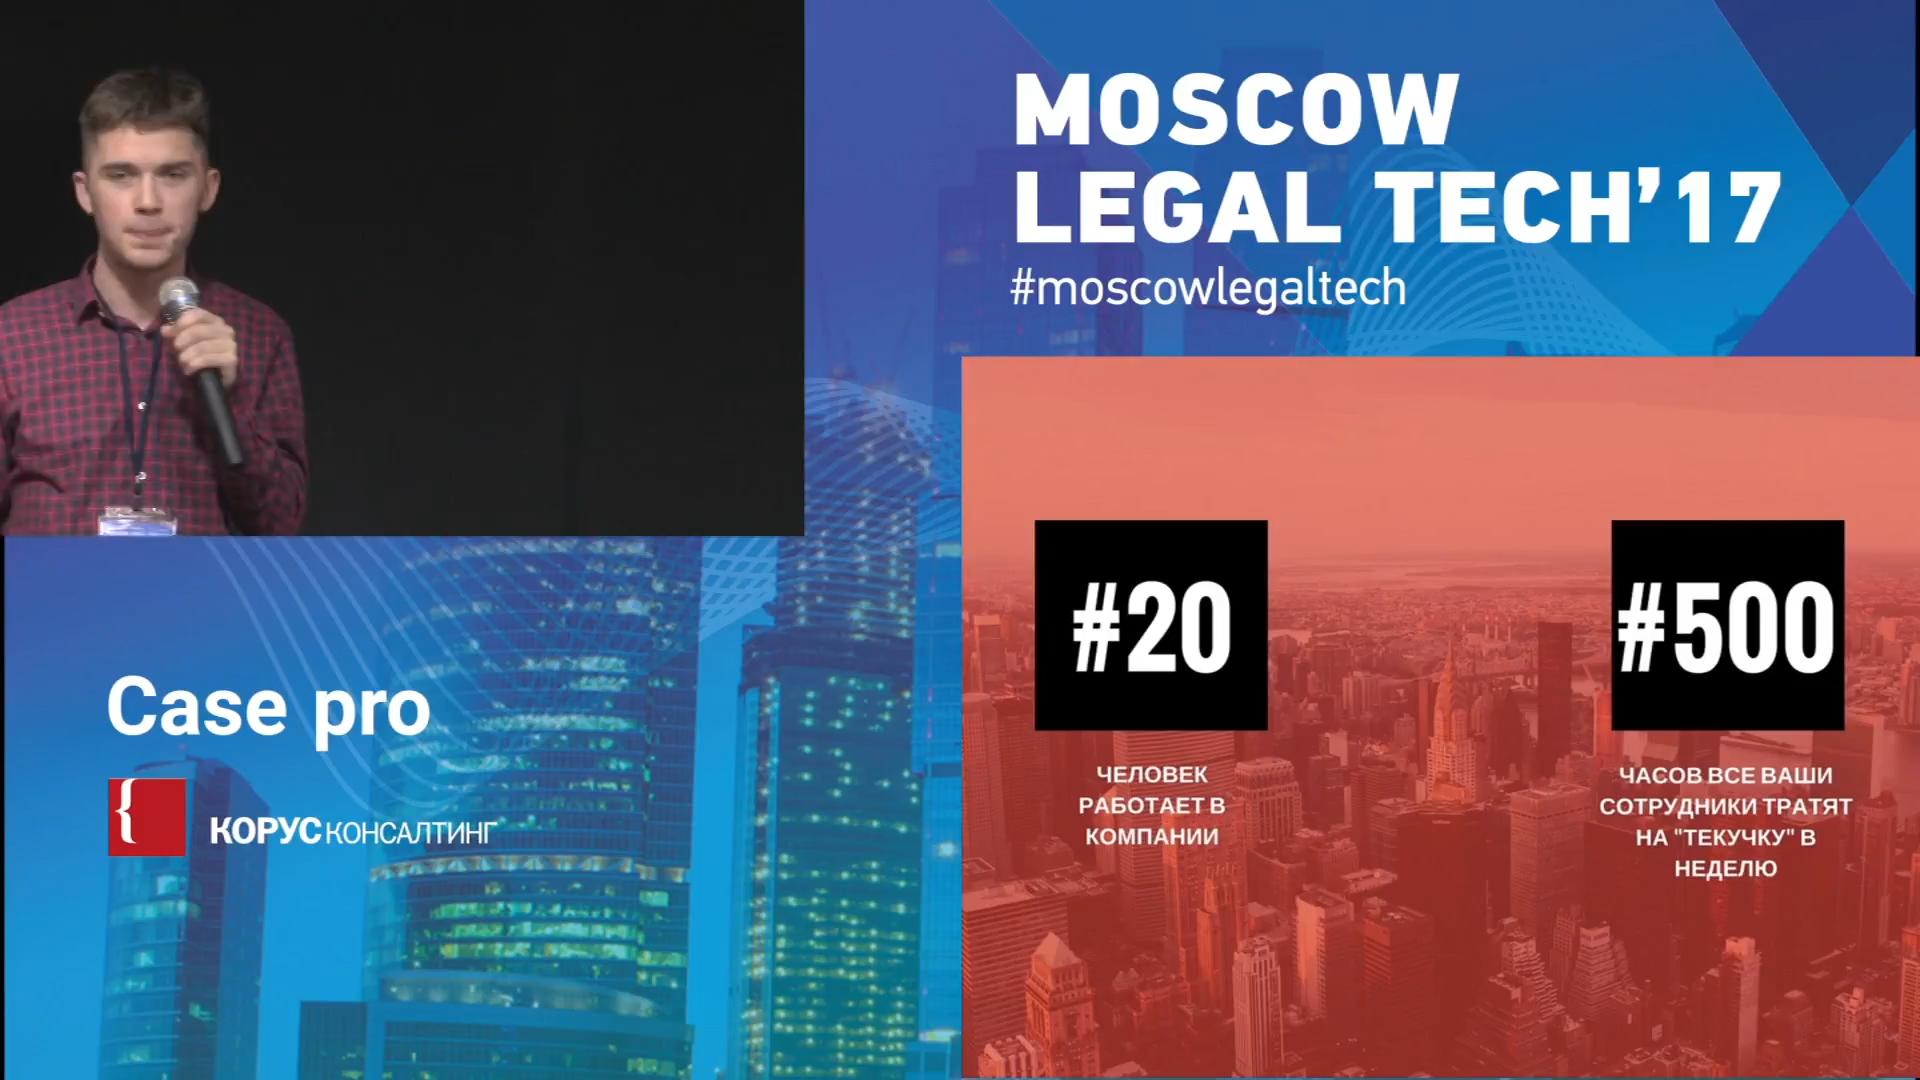 MOSCOW
LEGAL TECH’17
#moscowlegaltech
Case pro
КОРУС КОНСАЛТИНГ
#20
ЧЕЛОВЕК
РАБОТАЕТ В
КОМПАНИИ
#500
ЧАСОВ ВСЕ ВАШИ
СОТРУДНИКИ ТРАТЯТ
НА "ТЕКУЧКУ" В
НЕДЕЛЮ